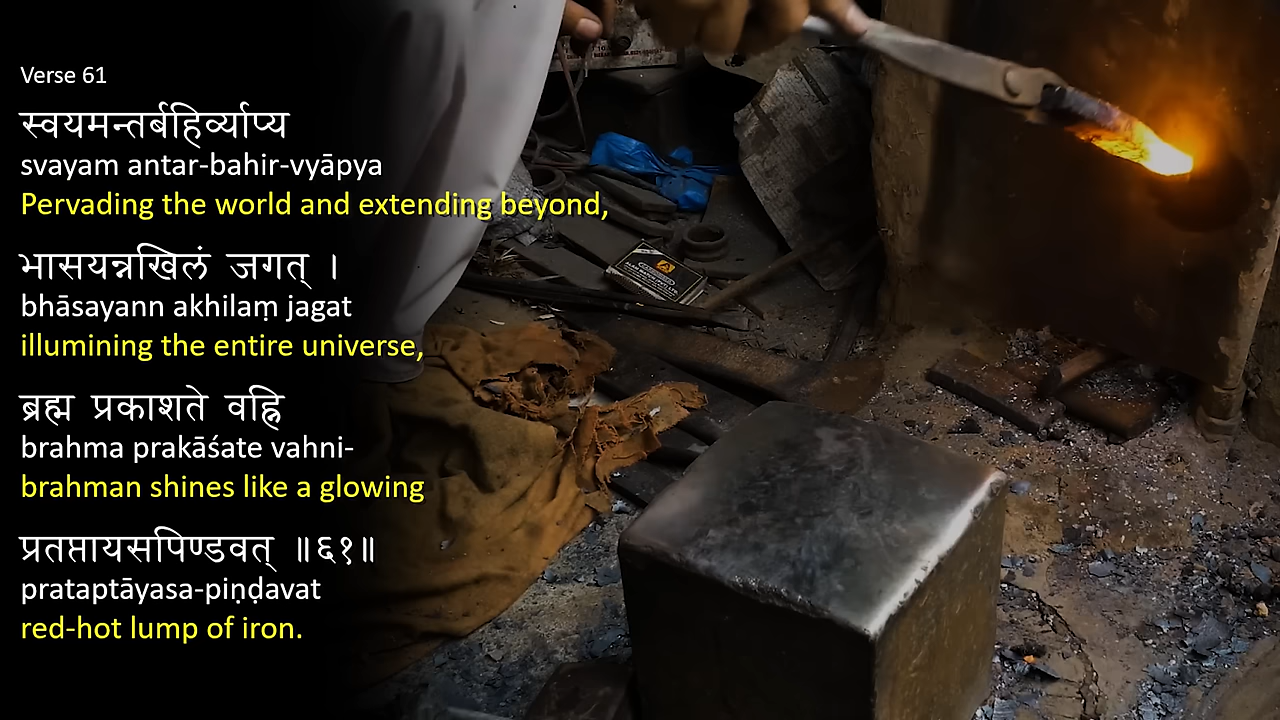 Verse 61
स्वयमन्तर्बहिर्व्याप्य
svayam antar-bahir-vyāpya
Pervading the world and extending beyond,
भासयन्नखिलं जगत् ।
bhāsayann akhilaṃ jagat
illumining the entire universe,
ब्रह्म प्रकाशते वह्नि
brahma prakāśate vahni-
brahman shines like a glowing
प्रतप्तायसपिण्डवत् ॥६१॥
prataptāyasa-piṇḍavat
red-hot lump of iron.